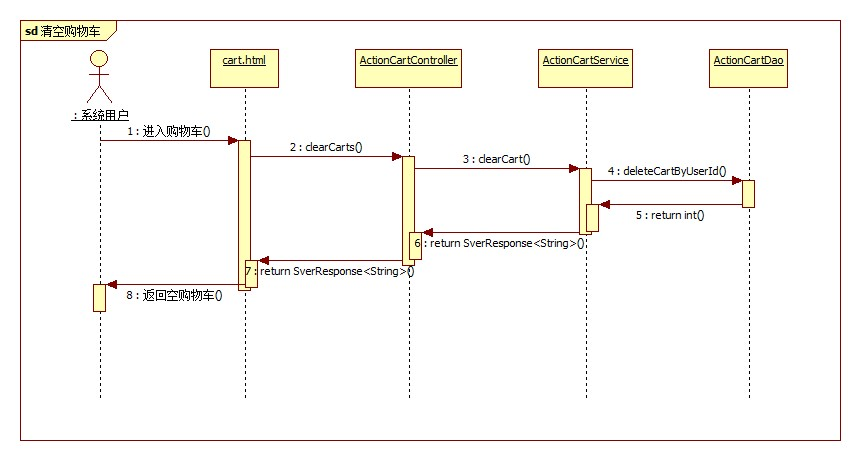 sd 清空购物车
cart.html
ActionCartController
ActionCartService
ActionCartDao
: 系统用户
1 : 进入购物车()
2 : clearCarts()
3 : clearCart()
4 : deleteCartByUserId()
5 : return int()
6 : return SverResponse<String>()
7 : return SverResponse<String>()
8 : 返回空购物车()